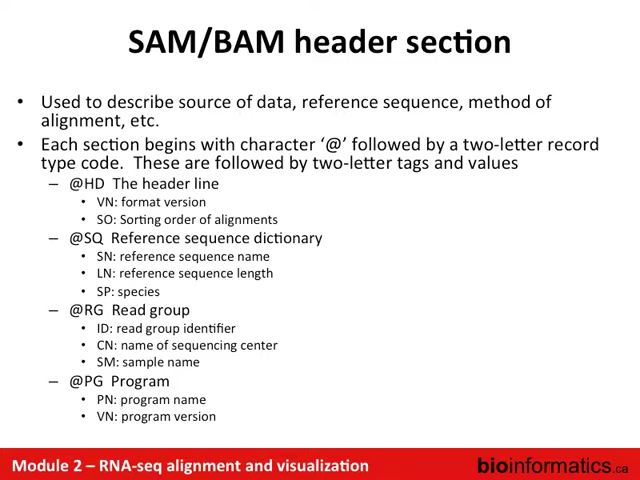 SAM/BAM header section
• Used to describe source of data, reference sequence, method of
alignment, etc.
• Each section begins with character ‘@’ followed by a two-letter record
type code.  These are followed by two-letter tags and values
– @HD  The header line
• VN: format version
• SO: Sorting order of alignments
– @SQ  Reference sequence dictionary
• SN: reference sequence name
• LN: reference sequence length
• SP: species
– @RG  Read group
• ID: read group identifier
• CN: name of sequencing center
• SM: sample name
– @PG  Program
• PN: program name
• VN: program version
Module 2 – RNA-seq alignment and visualization
bioinformatics.ca